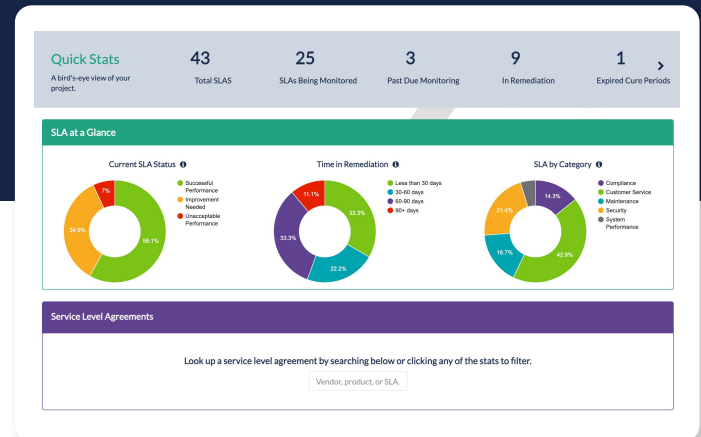 Quick Stats
A bird's-eye view of your
project.
43
Total SLAS
25
SLAs Being Monitored
3
Past Due Monitoring
9
In Remediation
1
Expired Cure Periods
SLA at a Glance
Current SLA Status
7%
34.9%
58.1%
Successful
Performance
Improvement
Needed
Unacceptable
Performance
Time in Remediation
11.1%
33.3%
33.3%
22.2%
Less than 30 days
30-60 days
60-90 days
90+ days
SLA by Category
14.3%
21.4%
16.7%
42.9%
Compliance
Customer Service
Maintenance
Security
System
Performance
Service Level Agreements
Look up a service level agreement by searching below or clicking any of the stats to filter.
Vendor, product, or SLA.